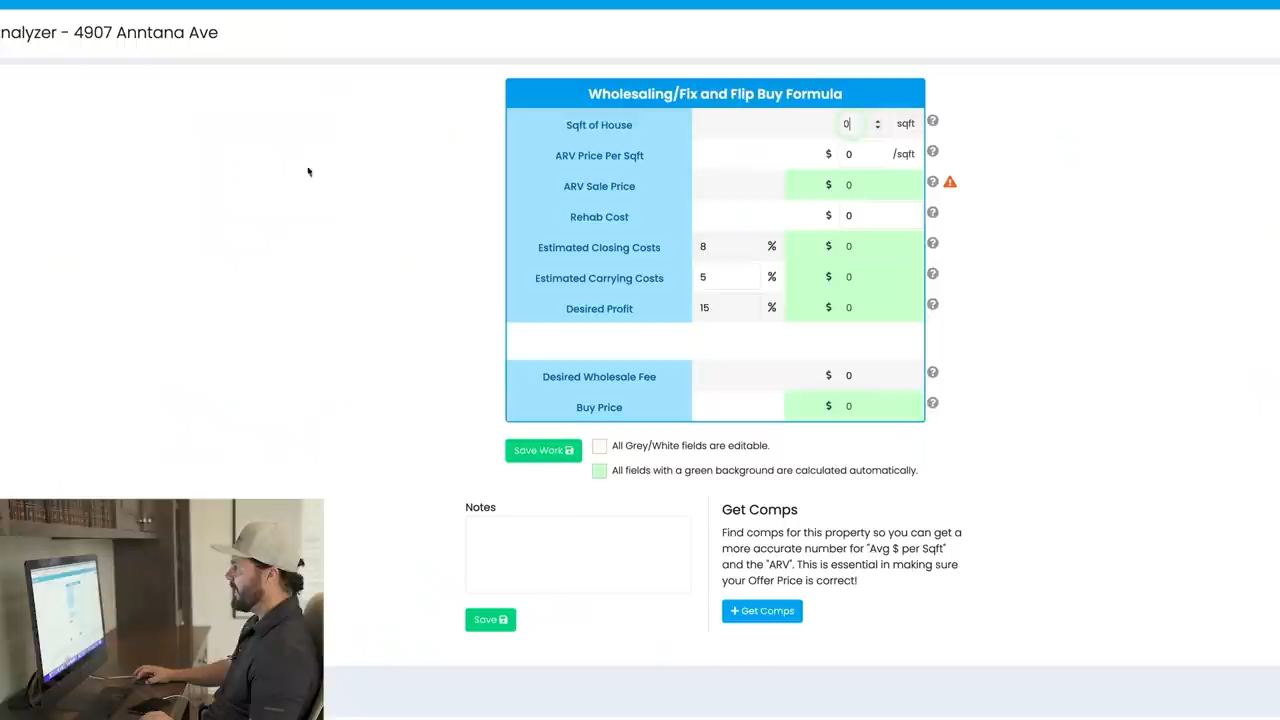 nalyzer - 4907 Anntana Ave
Wholesaling/Fix and Flip Buy Formula
Sqft of House 0 sqft ?
ARV Price Per Sqft $ 0 /sqft ?
ARV Sale Price $ 0 ?
Rehab Cost $ 0 ?
Estimated Closing Costs 8 % $ 0 ?
Estimated Carrying Costs 5 % $ 0 ?
Desired Profit 15 % $ 0 ?
Desired Wholesale Fee $ 0 ?
Buy Price $ 0 ?
Save Work All Grey/White fields are editable.
All fields with a green background are calculated automatically.
Notes
Save
Get Comps
Find comps for this property so you can get a
more accurate number for "Avg $ per Sqft"
and the "ARV". This is essential in making sure
your Offer Price is correct!
+ Get Comps